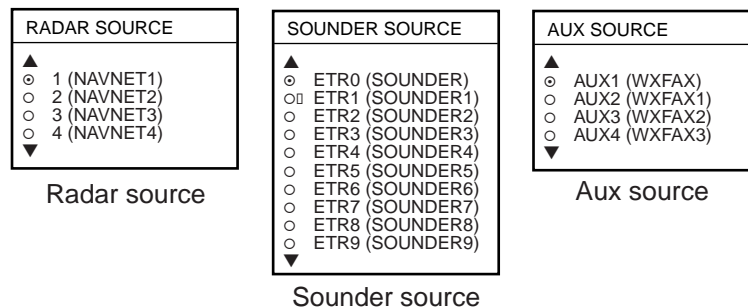 RADAR SOURCE
▲
⊙ 1 (NAVNET1)
○ 2 (NAVNET2)
○ 3 (NAVNET3)
○ 4 (NAVNET4)
▼
Radar source
SOUNDER SOURCE
▲
⊙ ETR0 (SOUNDER)
○▯ ETR1 (SOUNDER1)
○ ETR2 (SOUNDER2)
○ ETR3 (SOUNDER3)
○ ETR4 (SOUNDER4)
○ ETR5 (SOUNDER5)
○ ETR6 (SOUNDER6)
○ ETR7 (SOUNDER7)
○ ETR8 (SOUNDER8)
○ ETR9 (SOUNDER9)
▼
Sounder source
AUX SOURCE
▲
⊙ AUX1 (WXFAX)
○ AUX2 (WXFAX1)
○ AUX3 (WXFAX2)
○ AUX4 (WXFAX3)
▼
Aux source